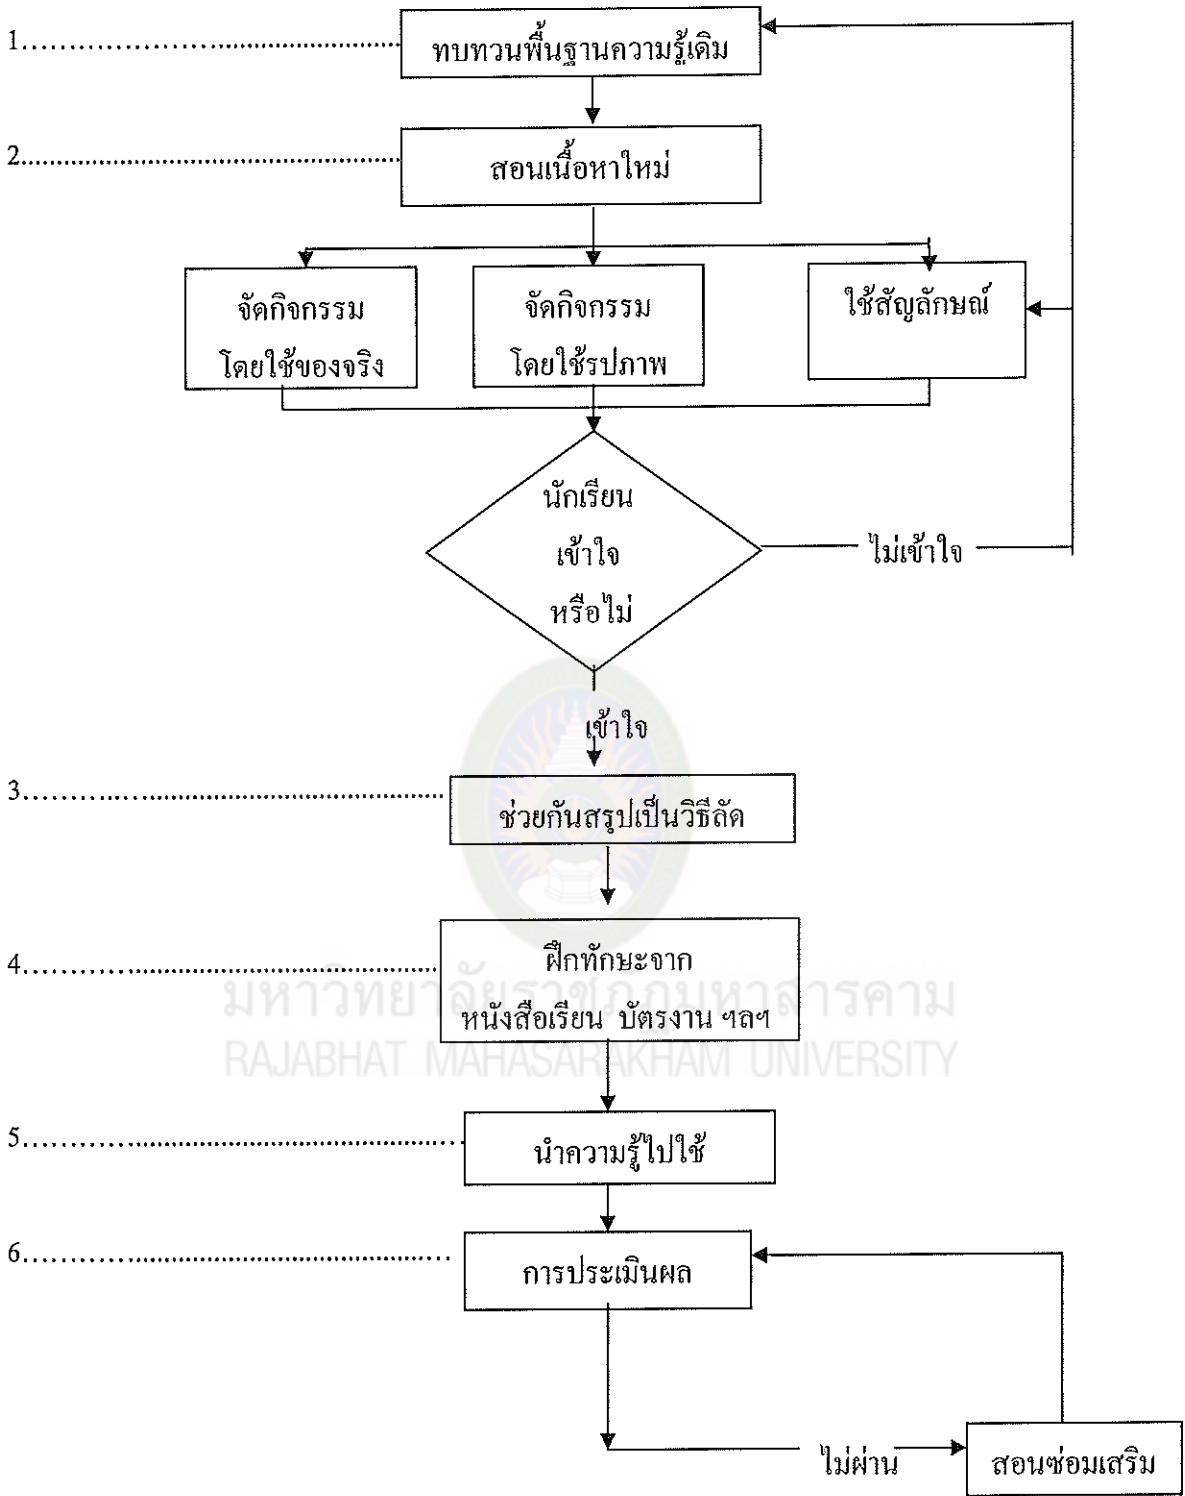 1............................................ ทบทวนพื้นฐานความรู้เดิม
2............................................ สอนเนื้อหาใหม่
จัดกิจกรรม
โดยใช้ของจริง
จัดกิจกรรม
โดยใช้รูปภาพ
ใช้สัญลักษณ์
นักเรียน
เข้าใจ
หรือไม่
ไม่เข้าใจ
เข้าใจ
3............................................ ช่วยกันสรุปเป็นวิธีลัด
4............................................ ฝึกทักษะจาก
หนังสือเรียน บัตรงาน ฯลฯ
มหาวิทยาลัยราชภัฏมหาสารคาม
RAJABHAT MAHASARAKHAM UNIVERSITY
5............................................ นำความรู้ไปใช้
6............................................ การประเมินผล
ไม่ผ่าน
สอนซ่อมเสริม